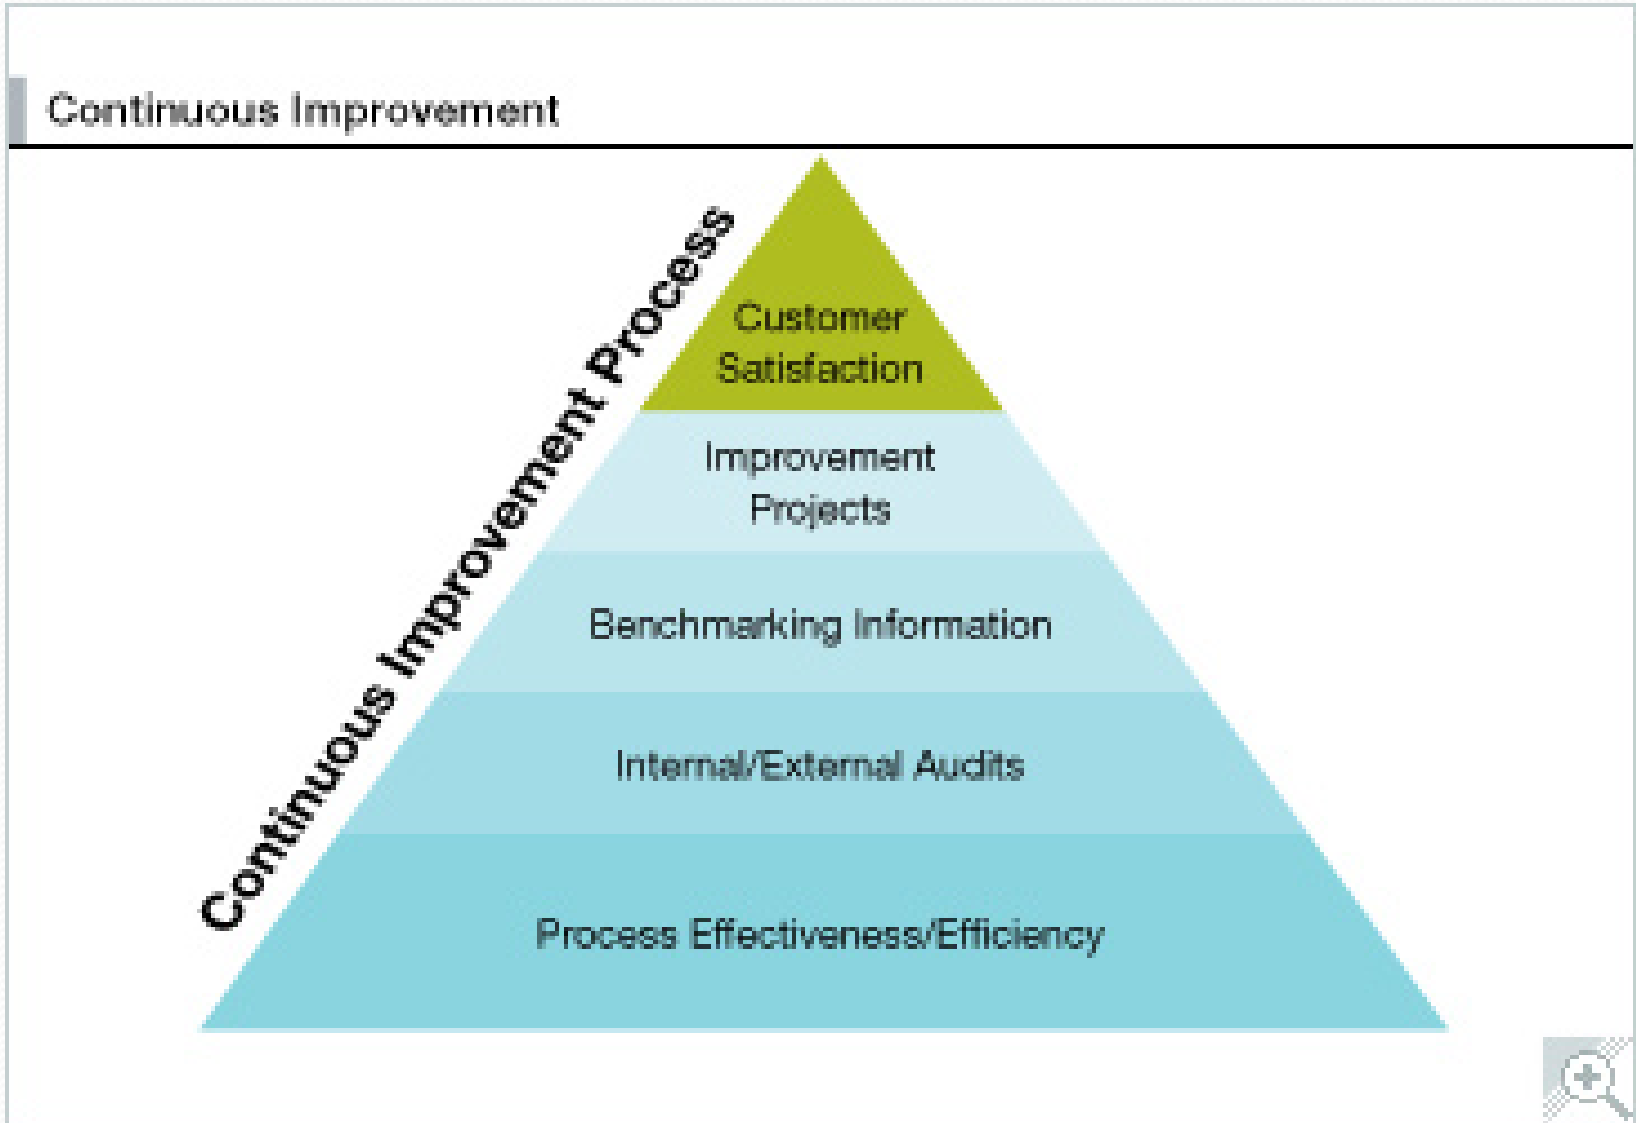 Continuous Improvement
Continuous Improvement Process
Customer
Satisfaction
Improvement
Projects
Benchmarking Information
Internal/External Audits
Process Effectiveness/Efficiency